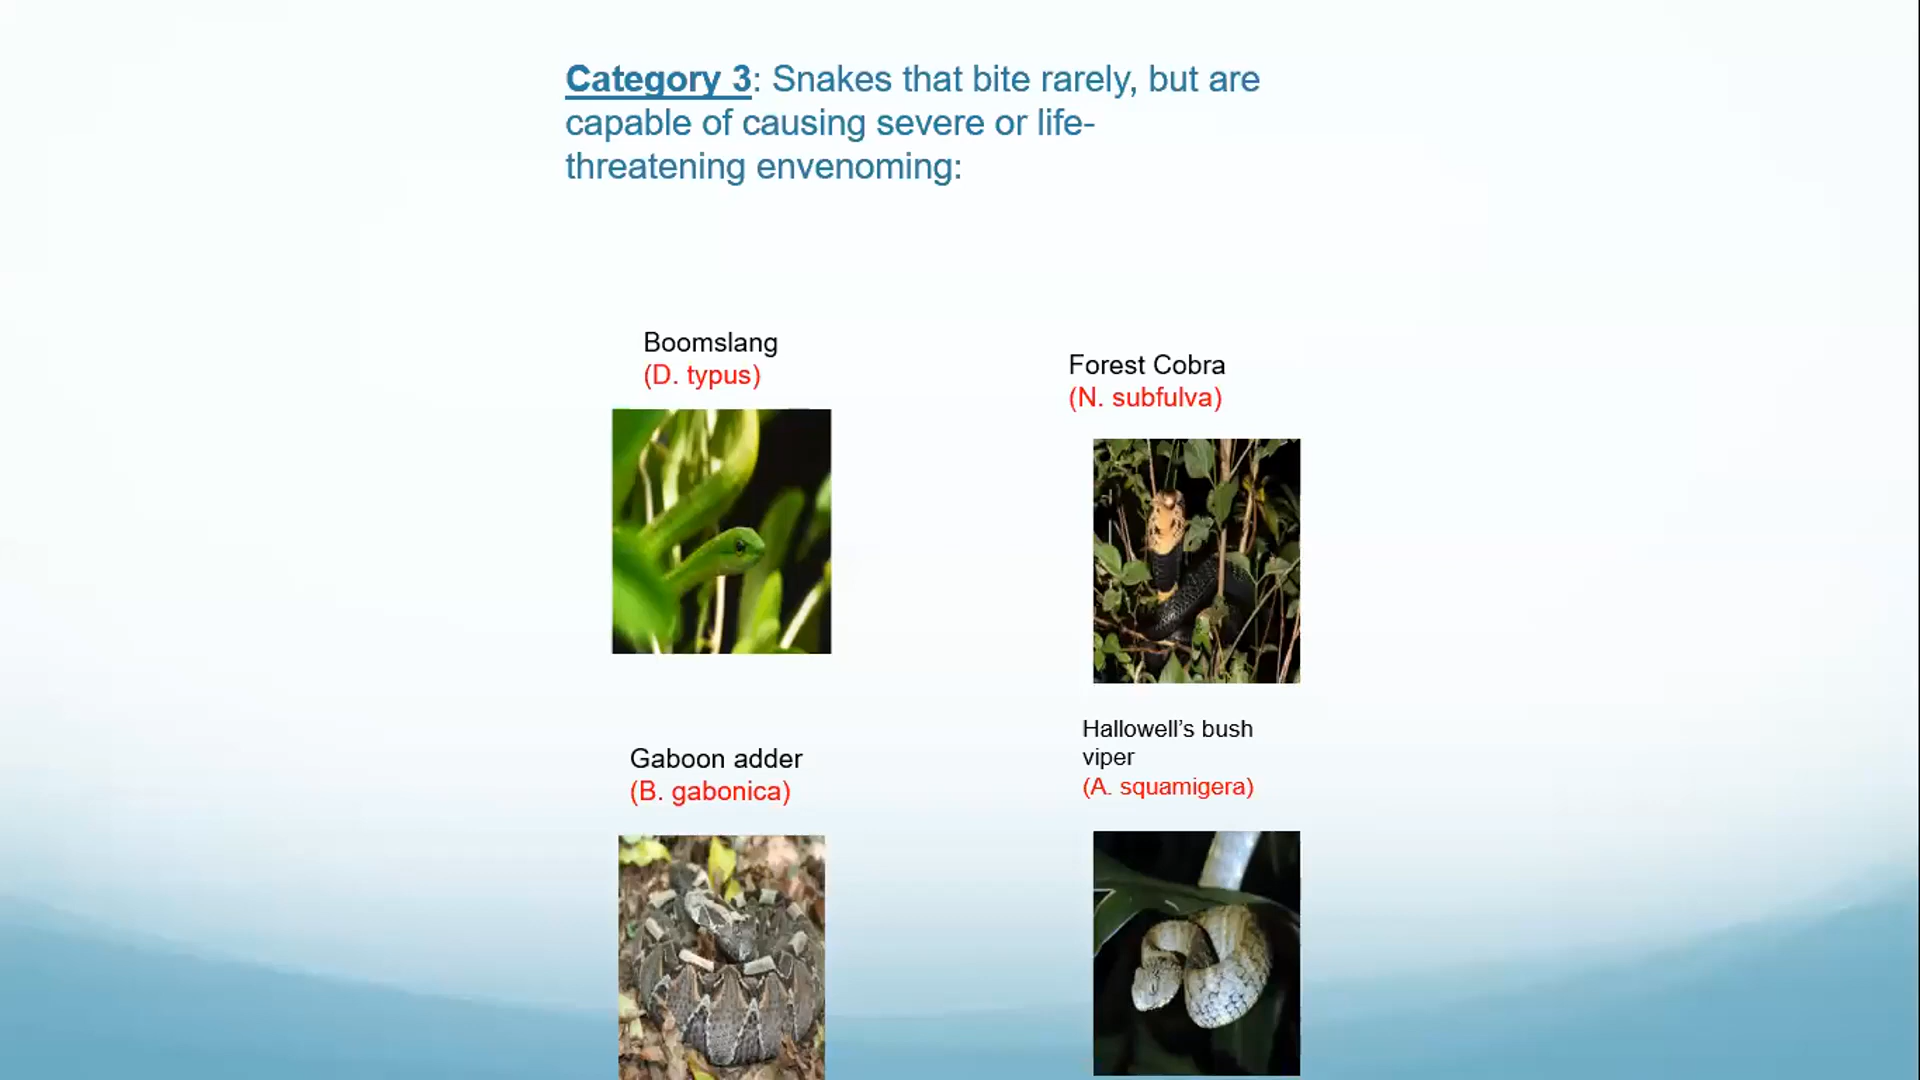 Category 3: Snakes that bite rarely, but are
capable of causing severe or life-
threatening envenoming:
Boomslang
(D. typus)
Forest Cobra
(N. subfulva)
Gaboon adder
(B. gabonica)
Hallowell’s bush
viper
(A. squamigera)